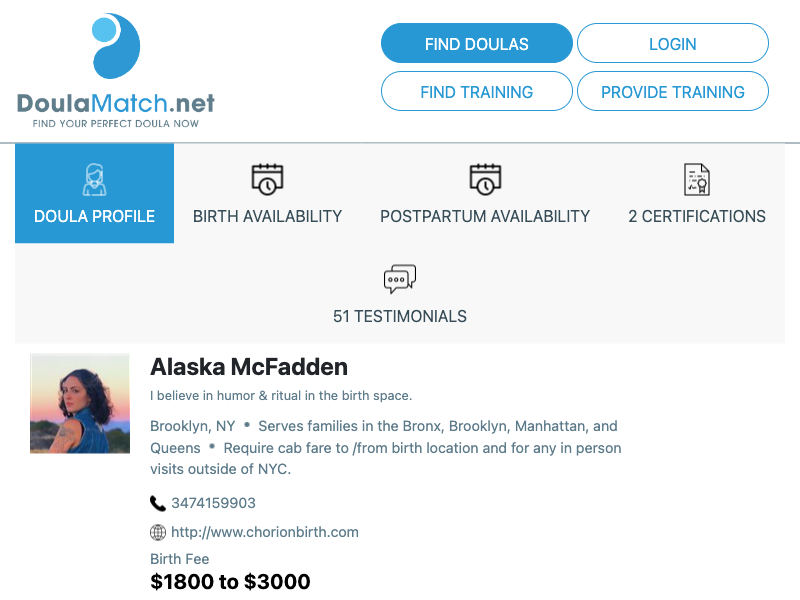 DoulaMatch.net
FIND YOUR PERFECT DOULA NOW
FIND DOULAS
LOGIN
FIND TRAINING
PROVIDE TRAINING
DOULA PROFILE
BIRTH AVAILABILITY
POSTPARTUM AVAILABILITY
2 CERTIFICATIONS
51 TESTIMONIALS
Alaska McFadden
I believe in humor & ritual in the birth space.
Brooklyn, NY • Serves families in the Bronx, Brooklyn, Manhattan, and
Queens • Require cab fare to /from birth location and for any in person
visits outside of NYC.
3474159903
http://www.chorionbirth.com
Birth Fee
$1800 to $3000